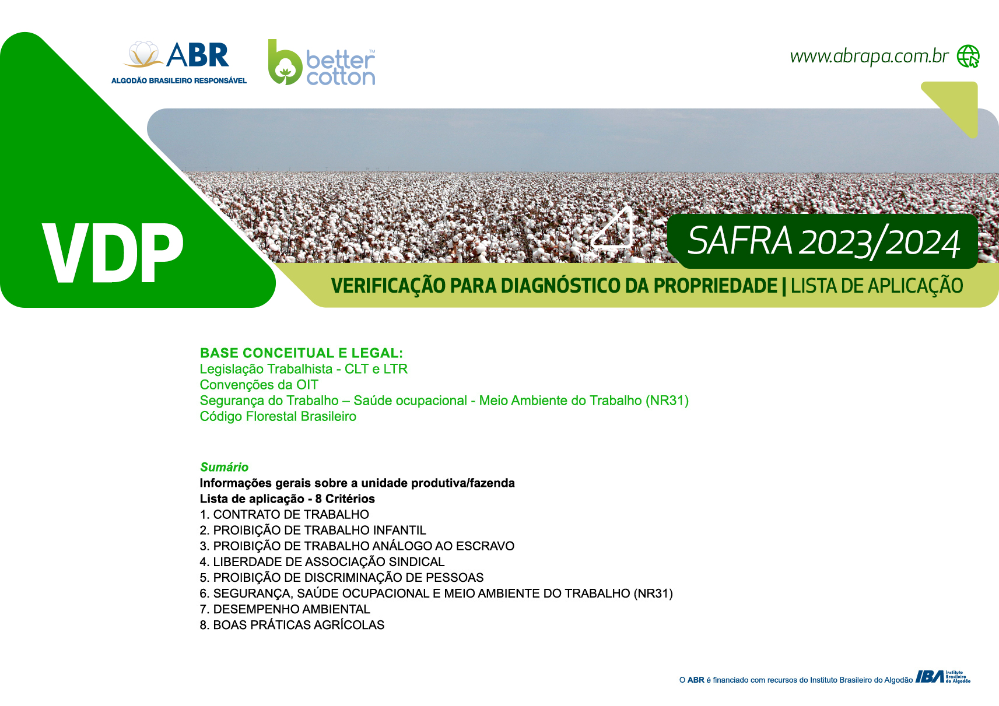 ABR
ALGODÃO BRASILEIRO RESPONSÁVEL
better™
cotton
www.abrapa.com.br
VDP
SAFRA 2023/2024
VERIFICAÇÃO PARA DIAGNÓSTICO DA PROPRIEDADE | LISTA DE APLICAÇÃO
BASE CONCEITUAL E LEGAL:
Legislação Trabalhista - CLT e LTR
Convenções da OIT
Segurança do Trabalho – Saúde ocupacional - Meio Ambiente do Trabalho (NR31)
Código Florestal Brasileiro
Sumário
Informações gerais sobre a unidade produtiva/fazenda
Lista de aplicação - 8 Critérios
1. CONTRATO DE TRABALHO
2. PROIBIÇÃO DE TRABALHO INFANTIL
3. PROIBIÇÃO DE TRABALHO ANÁLOGO AO ESCRAVO
4. LIBERDADE DE ASSOCIAÇÃO SINDICAL
5. PROIBIÇÃO DE DISCRIMINAÇÃO DE PESSOAS
6. SEGURANÇA, SAÚDE OCUPACIONAL E MEIO AMBIENTE DO TRABALHO (NR31)
7. DESEMPENHO AMBIENTAL
8. BOAS PRÁTICAS AGRÍCOLAS
O ABR é financiado com recursos do Instituto Brasileiro do Algodão
IBA
Instituto
Brasileiro
do Algodão